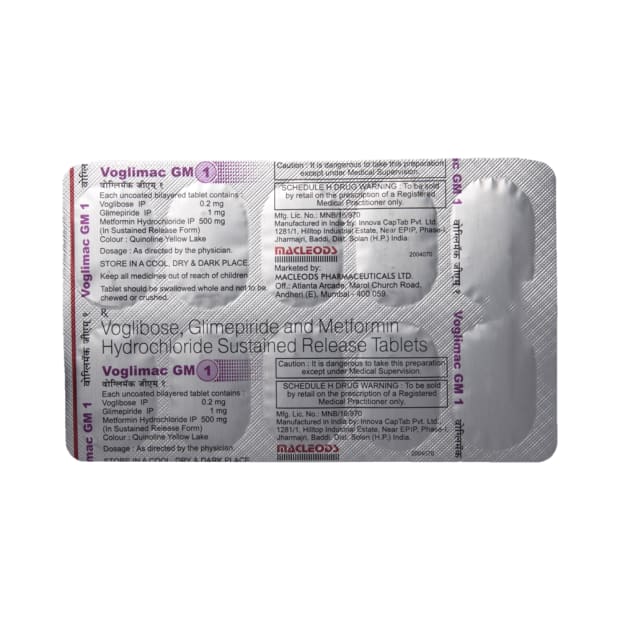 Voglimac GM 1
वोग्लिमॅक जीएम् १
Each uncoated bilayered tablet contains :
Voglibose IP 0.2 mg
Glimepiride IP 1 mg
Metformin Hydrochloride IP 500 mg
(In Sustained Release Form)
Colour : Quinoline Yellow Lake
Dosage : As directed by the physician.
STORE IN A COOL, DRY & DARK PLACE.
Keep all medicines out of reach of children
Tablet should be swallowed whole and not to be
chewed or crushed.
Caution : It is dangerous to take this preparation
except under Medical Supervision.
SCHEDULE H DRUG WARNING : To be sold
by retail on the prescription of a Registered
Medical Practitioner only.
Mfg. Lic. No.: MNB/16/970
Manufactured in India by: Innova CapTab Pvt. Ltd.
1281/1, Hilltop Industrial Estate, Near EPIP, Phase-I,
Jharmajri, Baddi, Dist. Solan (H.P.) India.
MACLEODS
2004070
Marketed by:
MACLEODS PHARMACEUTICALS LTD.
Off.: Atlanta Arcade, Marol Church Road,
Andheri (E), Mumbai - 400 059.
℞
Voglibose, Glimepiride and Metformin
Hydrochloride Sustained Release Tablets
Voglimac GM 1
वोग्लिमॅक जीएम् १
Each uncoated bilayered tablet contains :
Voglibose IP 0.2 mg
Glimepiride IP 1 mg
Metformin Hydrochloride IP 500 mg
(In Sustained Release Form)
Colour : Quinoline Yellow Lake
Dosage : As directed by the physician.
STORE IN A COOL, DRY & DARK PLACE.
Caution : It is dangerous to take this preparation
except under Medical Supervision.
SCHEDULE H DRUG WARNING : To be sold
by retail on the prescription of a Registered
Medical Practitioner only.
Mfg. Lic. No.: MNB/16/970
Manufactured in India by: Innova CapTab Pvt. Ltd.
1281/1, Hilltop Industrial Estate, Near EPIP, Phase-I,
Jharmajri, Baddi, Dist. Solan (H.P.) India.
MACLEODS
2004070
Voglimac GM 1
वोग्लिमॅक जीएम् १
mac GM 1
GM 1
Voglimac GM 1